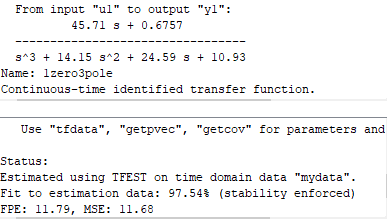 From input "u1" to output "y1":
45.71 s + 0.6757
---------------------------------
s^3 + 14.15 s^2 + 24.59 s + 10.93
Name: 1zero3pole
Continuous-time identified transfer function.
Use "tfdata", "getpvec", "getcov" for parameters and
Status:
Estimated using TFEST on time domain data "mydata".
Fit to estimation data: 97.54% (stability enforced)
FPE: 11.79, MSE: 11.68